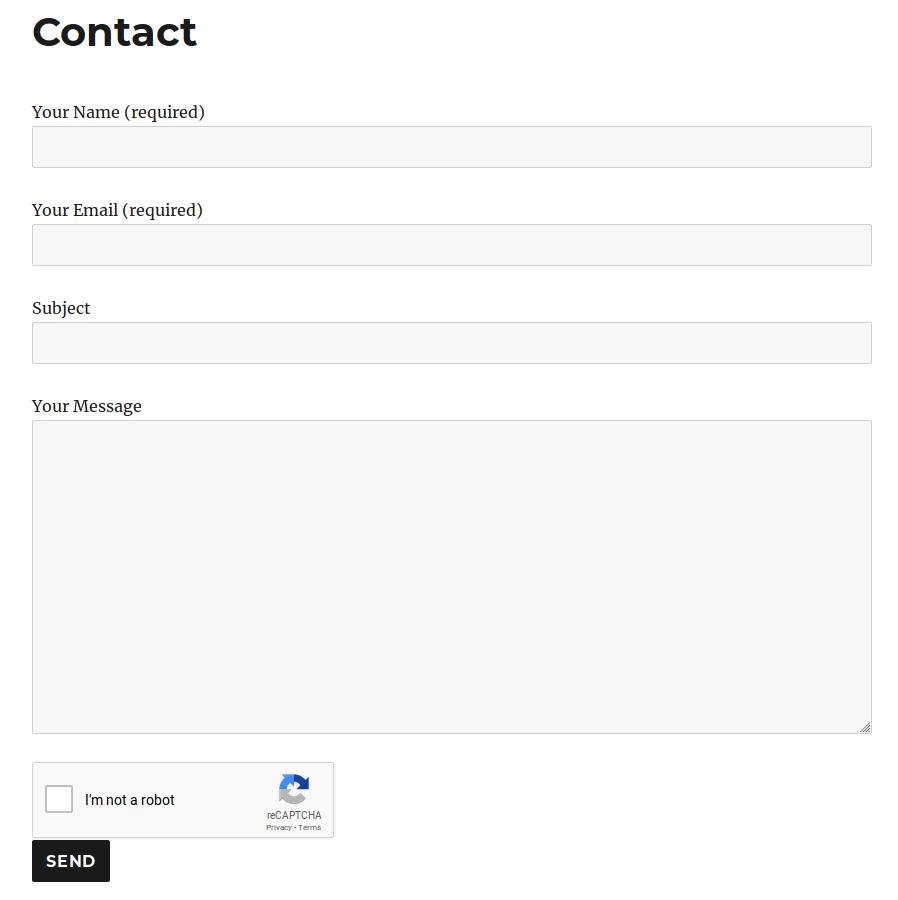 Contact
Your Name (required)
Your Email (required)
Subject
Your Message
I'm not a robot
reCAPTCHA
Privacy - Terms
SEND